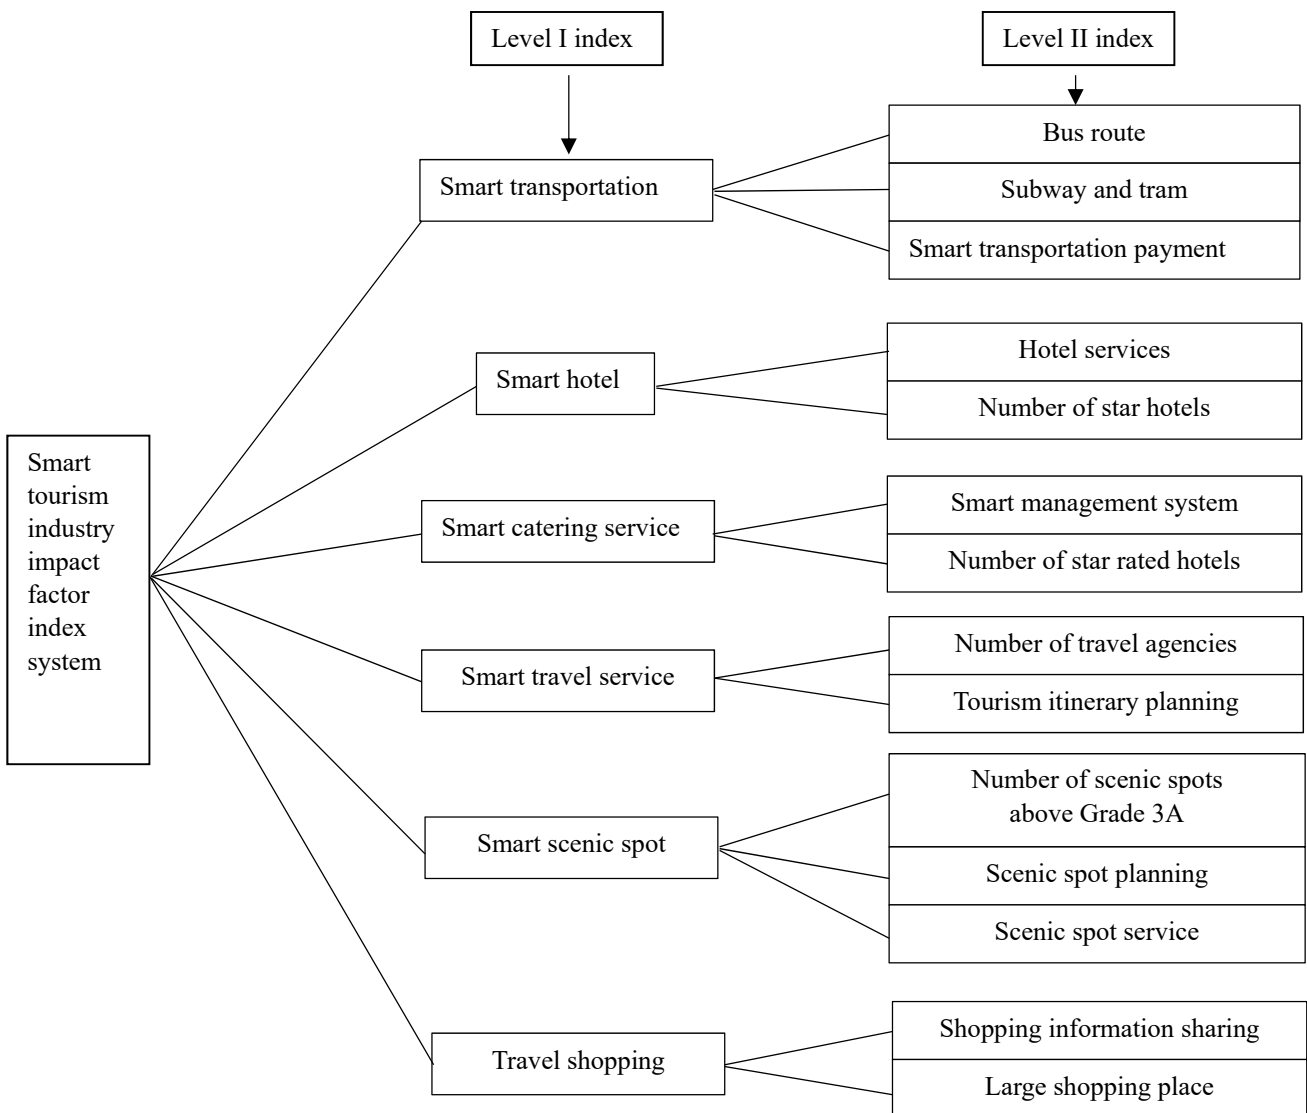 Level I index
Level II index
Smart transportation
Bus route
Subway and tram
Smart transportation payment
Smart hotel
Hotel services
Number of star hotels
Smart
tourism
industry
impact
factor
index
system
Smart catering service
Smart management system
Number of star rated hotels
Smart travel service
Number of travel agencies
Tourism itinerary planning
Smart scenic spot
Number of scenic spots
above Grade 3A
Scenic spot planning
Scenic spot service
Travel shopping
Shopping information sharing
Large shopping place